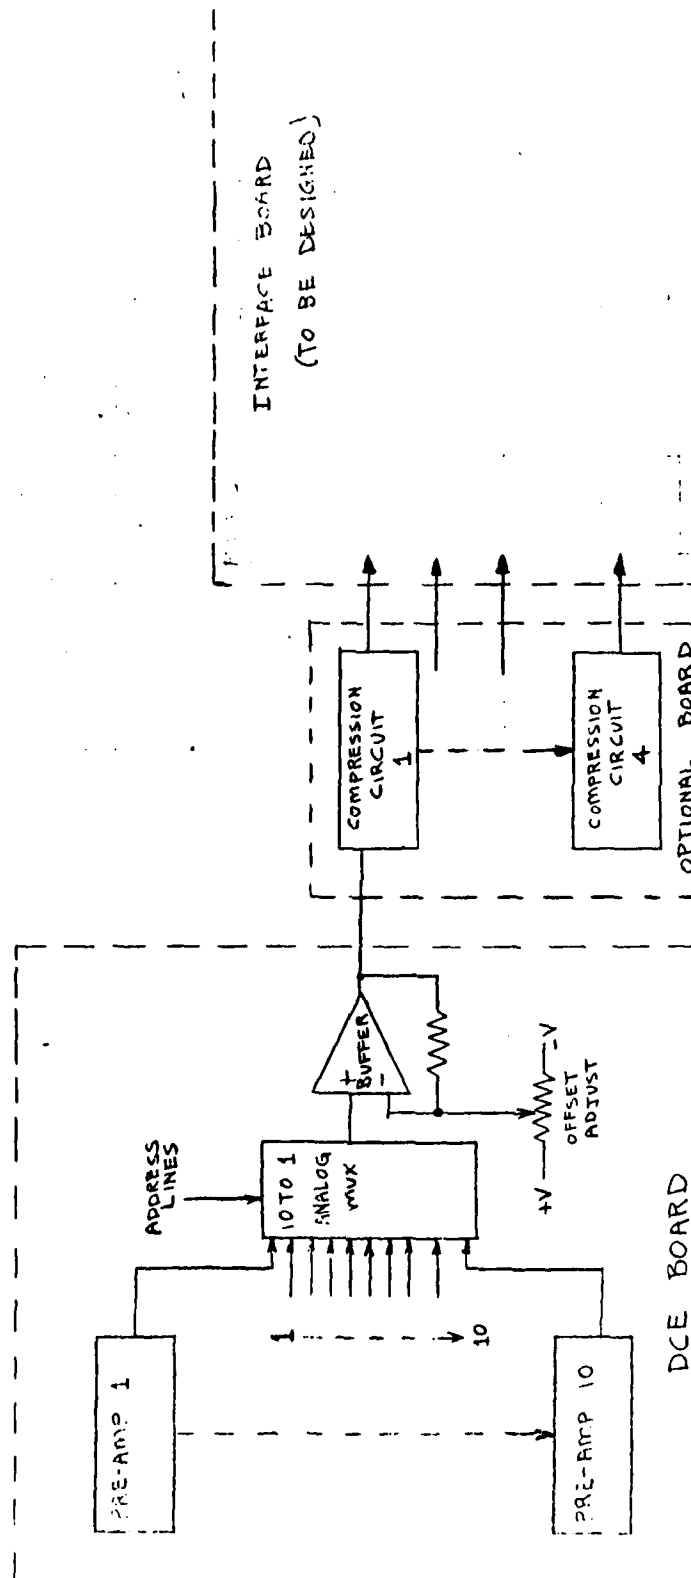 INTERFACE BOARD
(TO BE DESIGNED)
COMPRESSION
CIRCUIT
1
COMPRESSION
CIRCUIT
4
OPTIONAL BOARD
ADDRESS
LINES
10 TO 1
ANALOG
MUX
+
BUFFER
-
+V
-V
OFFSET
ADJUST
1
10
PRE-AMP 1
PRE-AMP 10
DCE BOARD